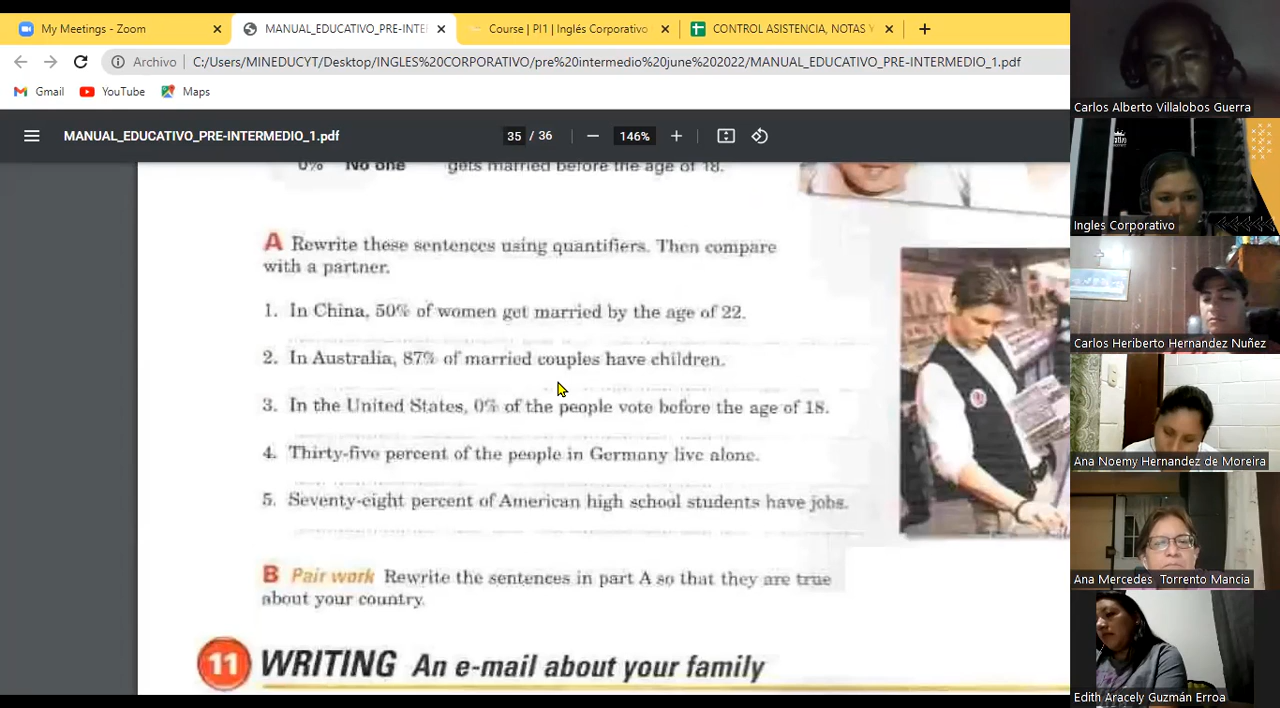 My Meetings - Zoom
MANUAL_EDUCATIVO_PRE-INTER
Course | PI1 | Inglés Corporativo
CONTROL ASISTENCIA, NOTAS Y
Archivo
C:/Users/MINEDUCYT/Desktop/INGLES%20CORPORATIVO/pre%20intermedio%20june%202022/MANUAL_EDUCATIVO_PRE-INTERMEDIO_1.pdf
Gmail
YouTube
Maps
MANUAL_EDUCATIVO_PRE-INTERMEDIO_1.pdf
35 / 36
146%
0% No one gets married before the age of 18.
A Rewrite these sentences using quantifiers. Then compare
with a partner.
1. In China, 50% of women get married by the age of 22.
2. In Australia, 87% of married couples have children.
3. In the United States, 0% of the people vote before the age of 18.
4. Thirty-five percent of the people in Germany live alone.
5. Seventy-eight percent of American high school students have jobs.
B Pair work Rewrite the sentences in part A so that they are true
about your country.
11 WRITING An e-mail about your family
Carlos Alberto Villalobos Guerra
Ingles Corporativo
Carlos Heriberto Hernandez Nuñez
Ana Noemy Hernandez de Moreira
Ana Mercedes Torrento Mancia
Edith Aracely Guzmán Erroa